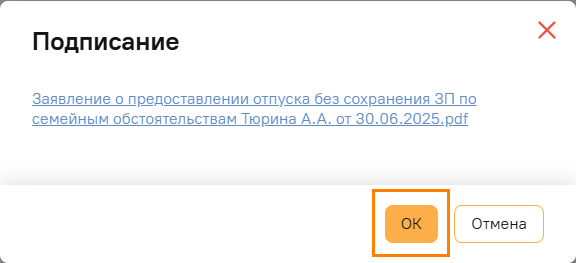 Подписание
Заявление о предоставлении отпуска без сохранения ЗП по
семейным обстоятельствам Тюрина А.А. от 30.06.2025.pdf
ОК
Отмена